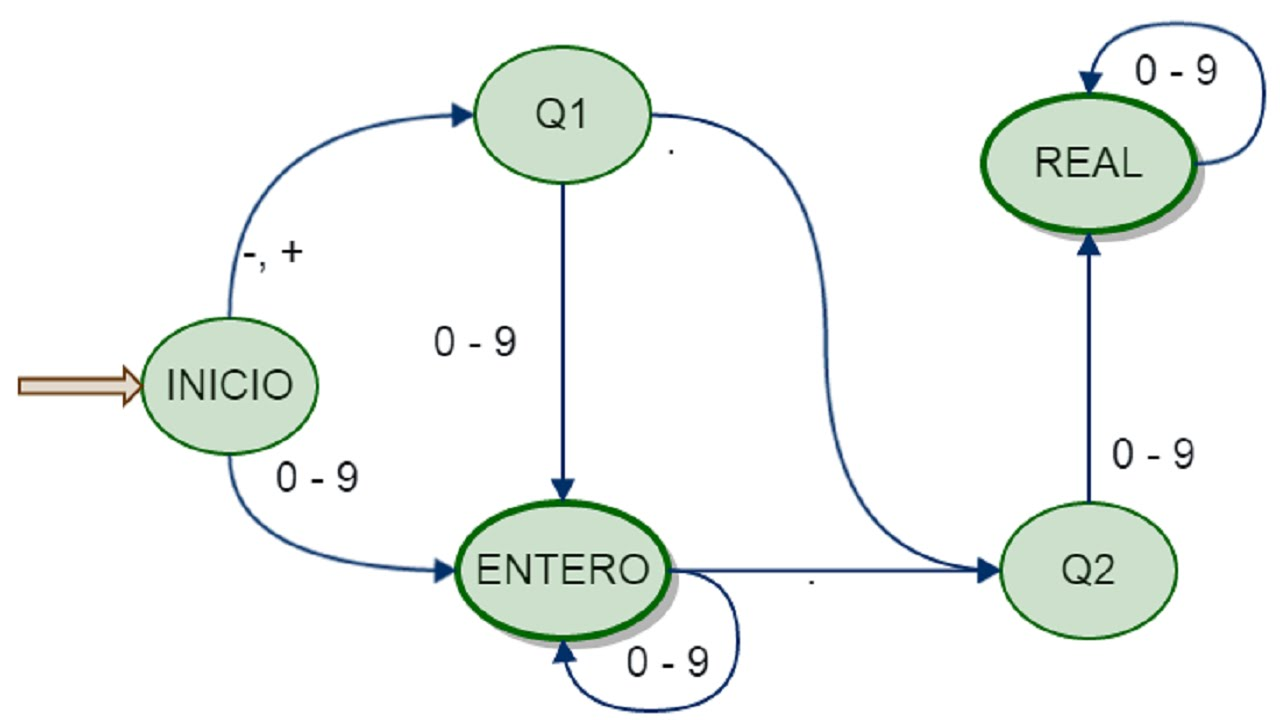 Q1
.
0 - 9
REAL
-, +
0 - 9
INICIO
0 - 9
0 - 9
ENTERO
.
Q2
0 - 9